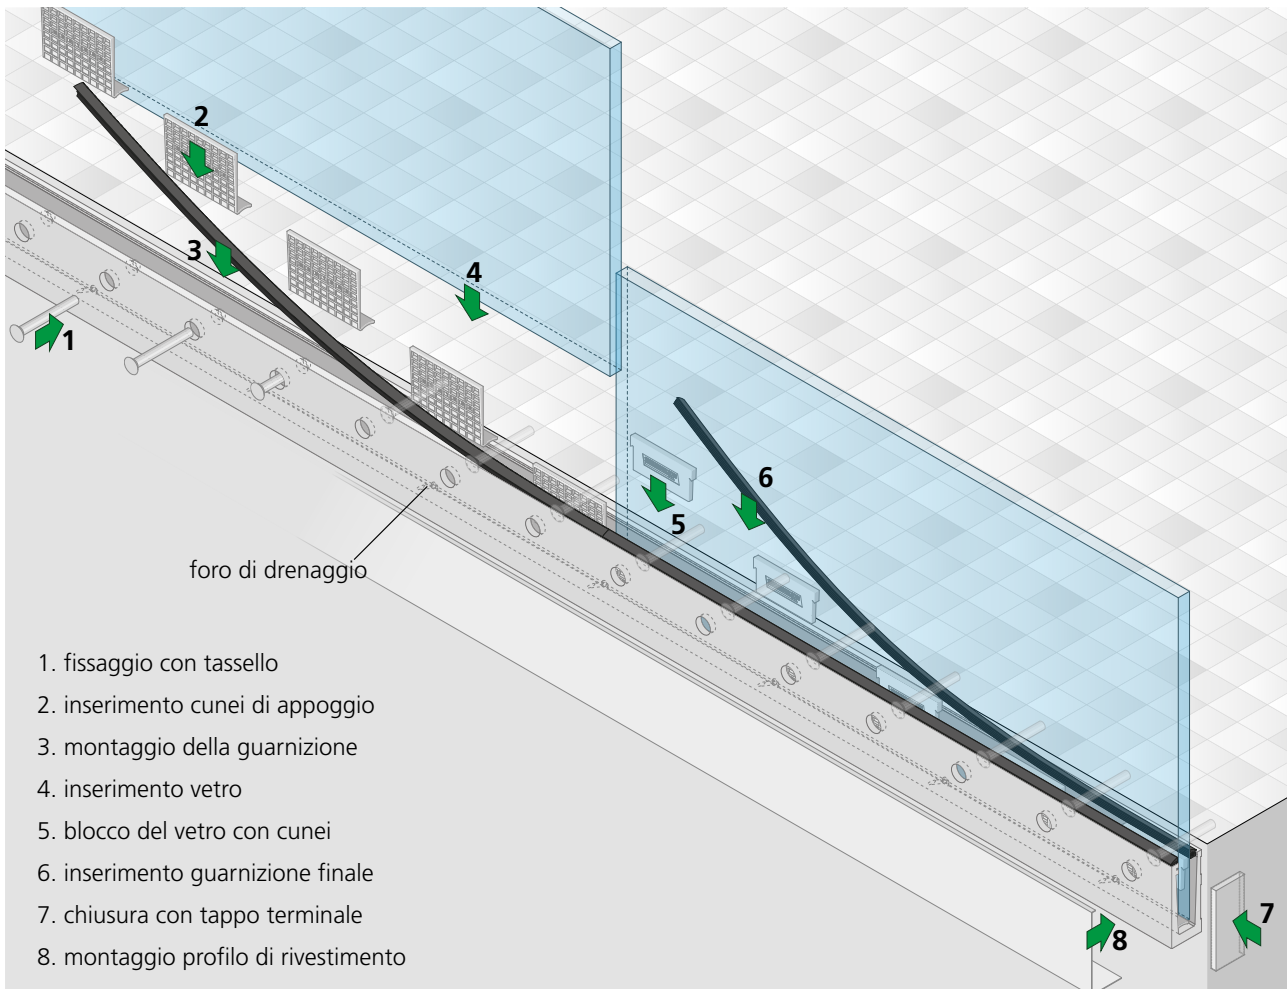 2
3
4
1
6
5
foro di drenaggio
1. fissaggio con tassello
2. inserimento cunei di appoggio
3. montaggio della guarnizione
4. inserimento vetro
5. blocco del vetro con cunei
6. inserimento guarnizione finale
7. chiusura con tappo terminale
8. montaggio profilo di rivestimento
7
8